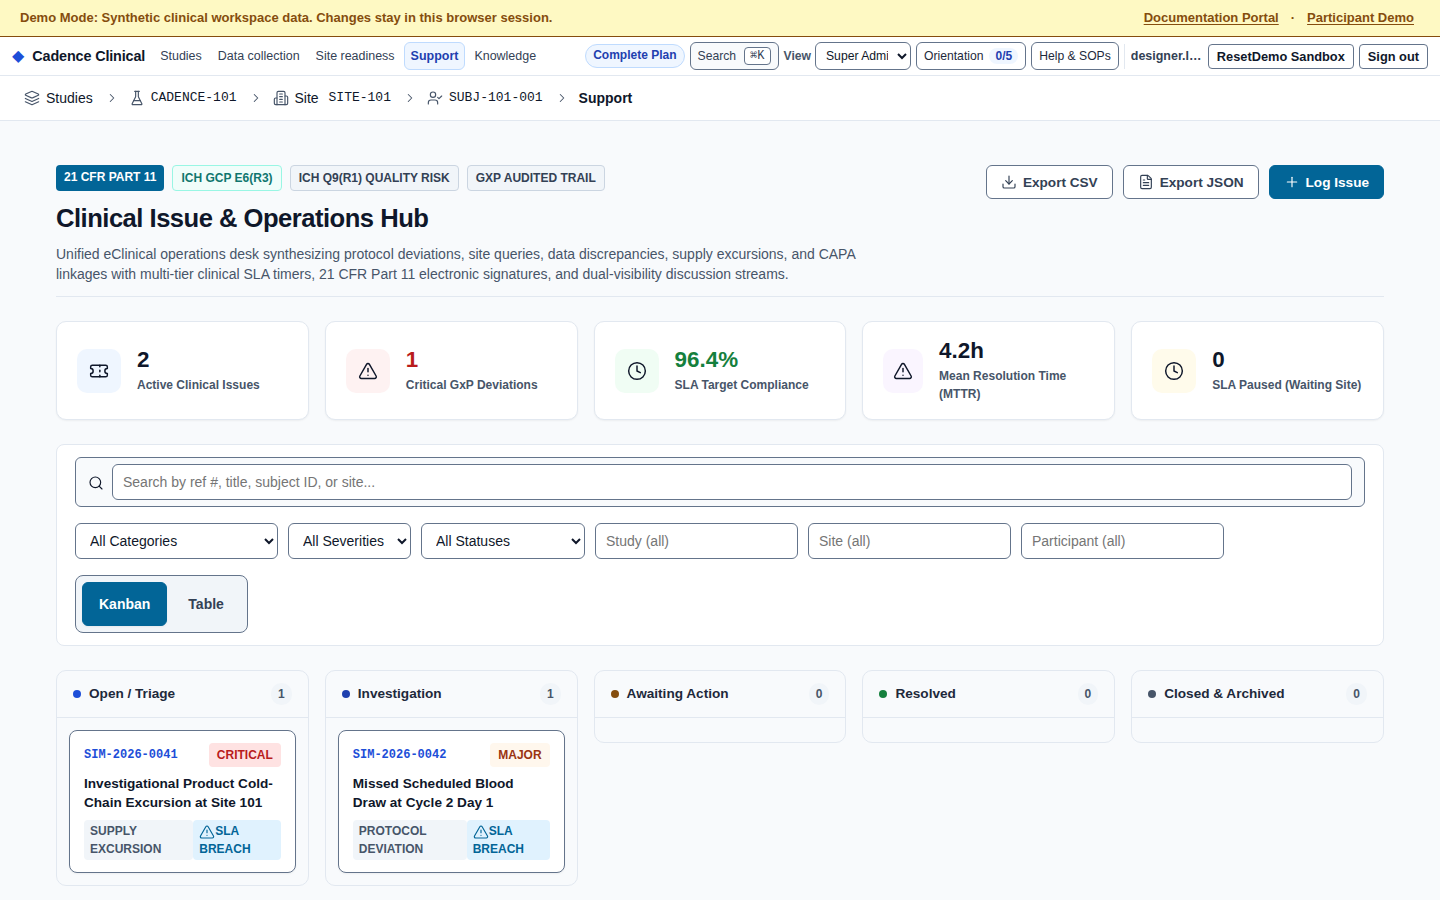 Demo Mode: Synthetic clinical workspace data. Changes stay in this browser session.
Documentation Portal · Participant Demo
Cadence Clinical Studies Data collection Site readiness Support Knowledge Complete Plan Search ⌘K View Super Admi Orientation 0/5 Help & SOPs designer.l… ResetDemo Sandbox Sign out
Studies CADENCE-101 Site SITE-101 SUBJ-101-001 Support
21 CFR PART 11 ICH GCP E6(R3) ICH Q9(R1) QUALITY RISK GXP AUDITED TRAIL
Export CSV Export JSON Log Issue
Clinical Issue & Operations Hub
Unified eClinical operations desk synthesizing protocol deviations, site queries, data discrepancies, supply excursions, and CAPA
linkages with multi-tier clinical SLA timers, 21 CFR Part 11 electronic signatures, and dual-visibility discussion streams.
2
Active Clinical Issues
1
Critical GxP Deviations
96.4%
SLA Target Compliance
4.2h
Mean Resolution Time
(MTTR)
0
SLA Paused (Waiting Site)
Search by ref #, title, subject ID, or site...
All Categories All Severities All Statuses Study (all) Site (all) Participant (all)
Kanban Table
Open / Triage 1
SIM-2026-0041 CRITICAL
Investigational Product Cold-
Chain Excursion at Site 101
SUPPLY
EXCURSION
SLA
BREACH
Investigation 1
SIM-2026-0042 MAJOR
Missed Scheduled Blood
Draw at Cycle 2 Day 1
PROTOCOL
DEVIATION
SLA
BREACH
Awaiting Action 0
Resolved 0
Closed & Archived 0